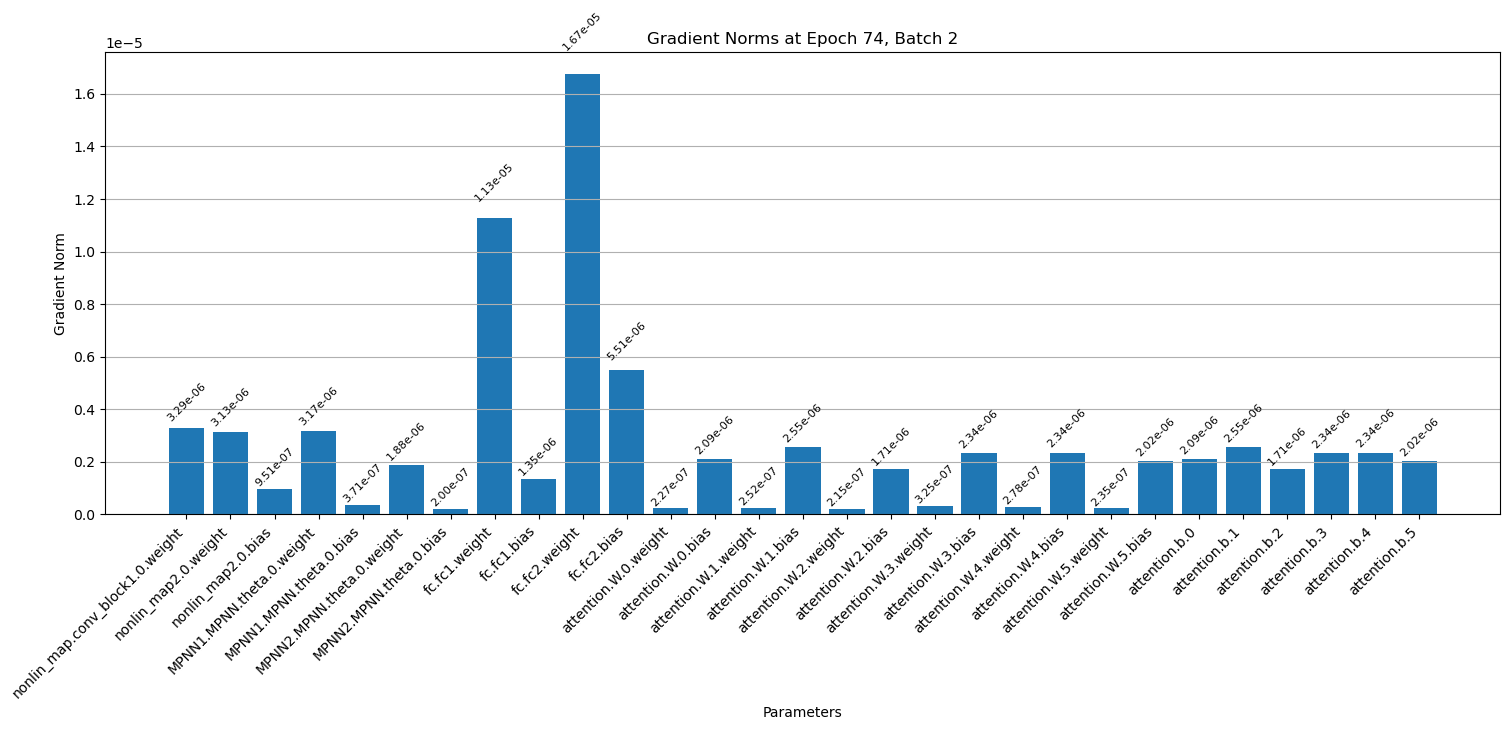 Gradient Norms at Epoch 74, Batch 2
1e−5
1.6
1.4
1.2
1.0
0.8
0.6
0.4
0.2
0.0
Gradient Norm
3.29e-06
3.13e-06
9.51e-07
3.17e-06
3.71e-07
1.88e-06
2.00e-07
1.13e-05
1.35e-06
1.67e-05
5.51e-06
2.27e-07
2.09e-06
2.52e-07
2.55e-06
2.15e-07
1.71e-06
3.25e-07
2.34e-06
2.78e-07
2.34e-06
2.35e-07
2.02e-06
2.09e-06
2.55e-06
1.71e-06
2.34e-06
2.34e-06
2.02e-06
nonlin_map.conv_block1.0.weight
nonlin_map2.0.weight
nonlin_map2.0.bias
MPNN1.MPNN.theta.0.weight
MPNN1.MPNN.theta.0.bias
MPNN2.MPNN.theta.0.weight
MPNN2.MPNN.theta.0.bias
fc.fc1.weight
fc.fc1.bias
fc.fc2.weight
fc.fc2.bias
attention.W.0.weight
attention.W.0.bias
attention.W.1.weight
attention.W.1.bias
attention.W.2.weight
attention.W.2.bias
attention.W.3.weight
attention.W.3.bias
attention.W.4.weight
attention.W.4.bias
attention.W.5.weight
attention.W.5.bias
attention.b.0
attention.b.1
attention.b.2
attention.b.3
attention.b.4
attention.b.5
Parameters